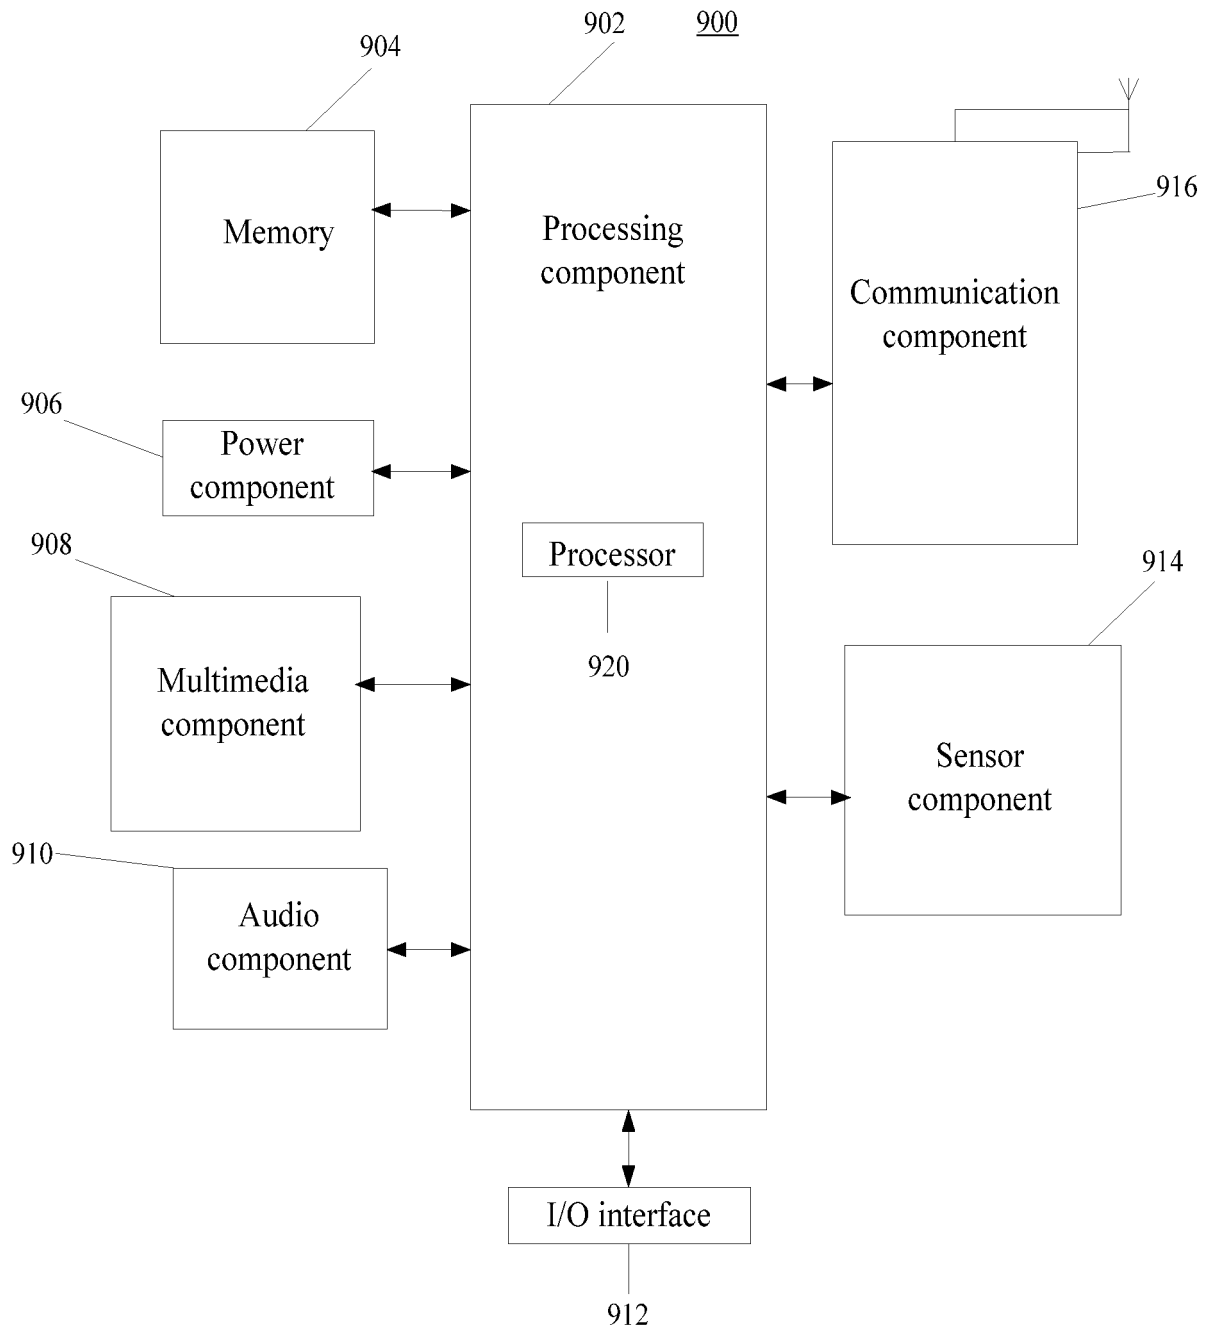 902
900
904
Memory
Processing
component
916
Communication
component
906
Power
component
908
Processor
920
914
Multimedia
component
Sensor
component
910
Audio
component
I/O interface
912